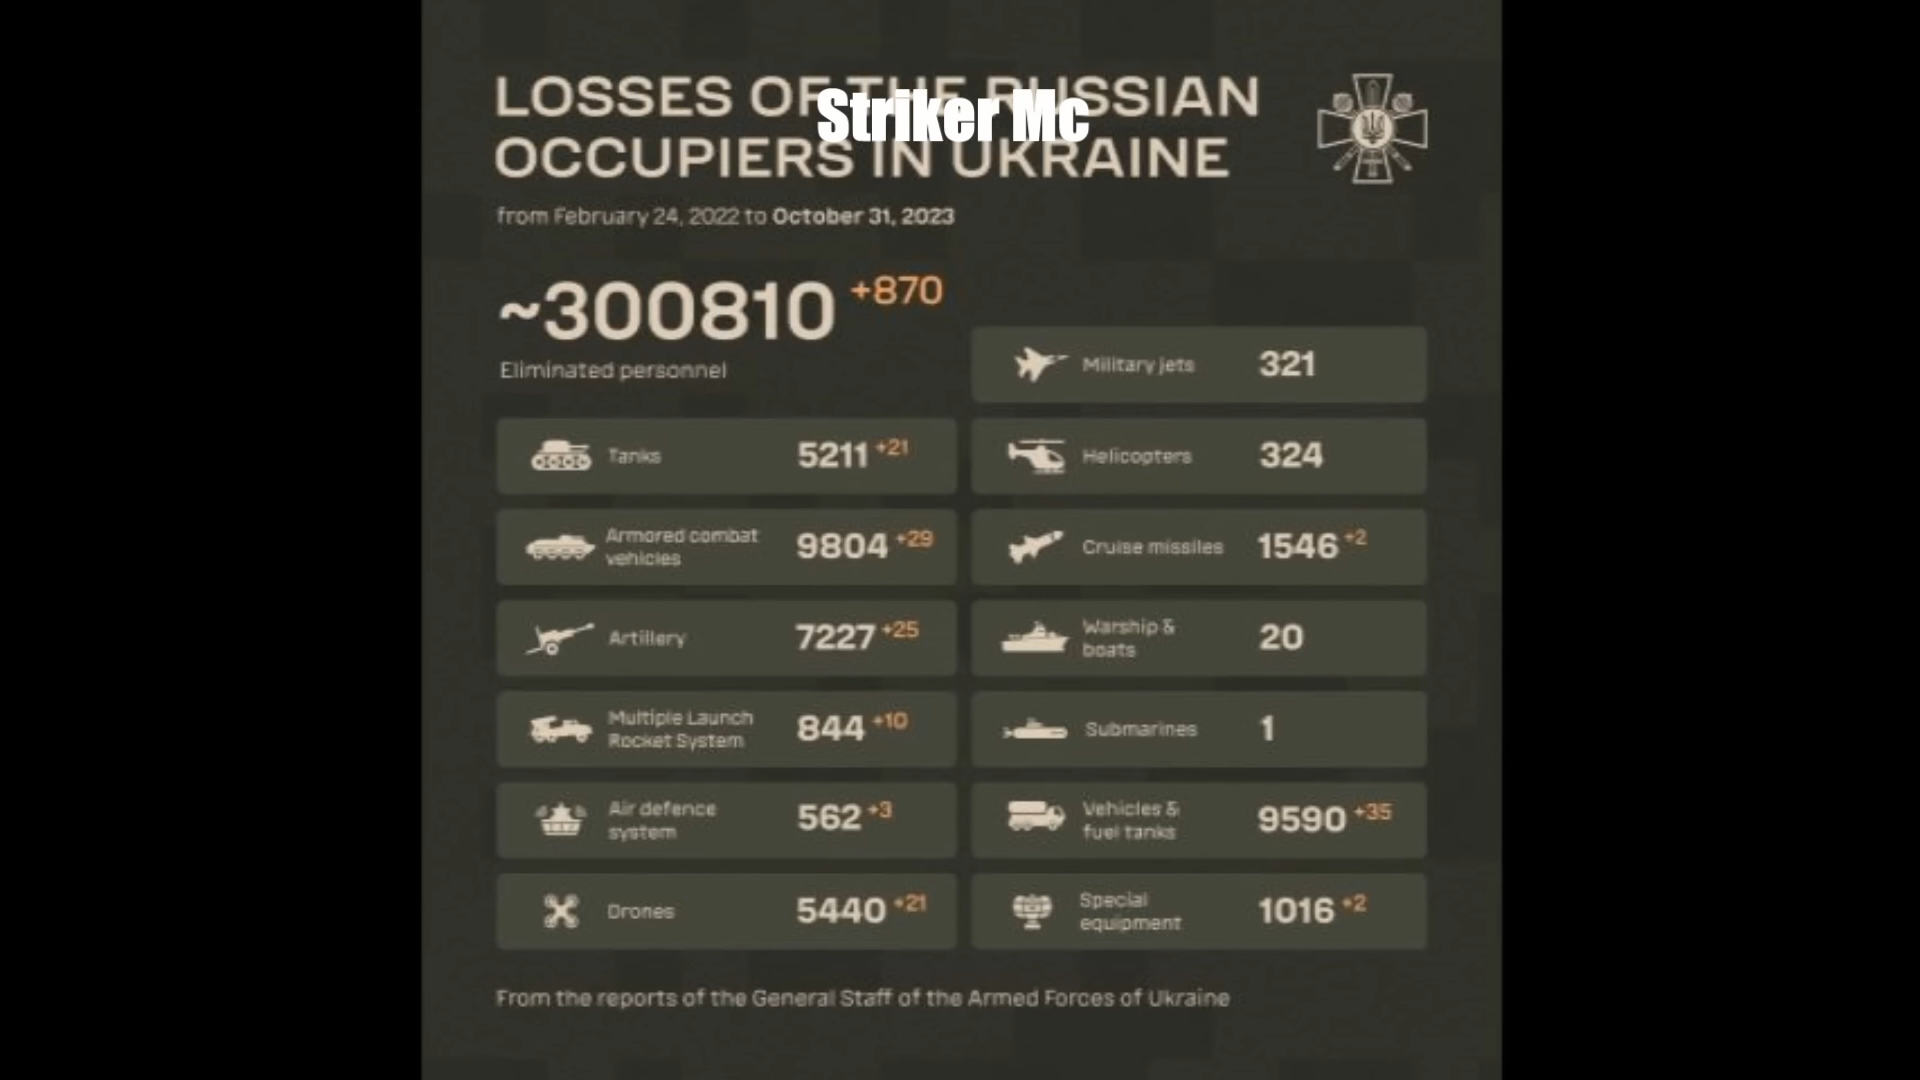 LOSSES OF THE RUSSIAN
Striker Mc
OCCUPIERS IN UKRAINE
from February 24, 2022 to October 31, 2023
~300810 +870
Eliminated personnel
Military jets 321
Tanks 5211 +21
Helicopters 324
Armored combat
vehicles 9804 +29
Cruise missiles 1546 +2
Artillery 7227 +25
Warship &
boats 20
Multiple Launch
Rocket System 844 +10
Submarines 1
Air defence
system 562 +3
Vehicles &
fuel tanks 9590 +35
Drones 5440 +21
Special
equipment 1016 +2
From the reports of the General Staff of the Armed Forces of Ukraine